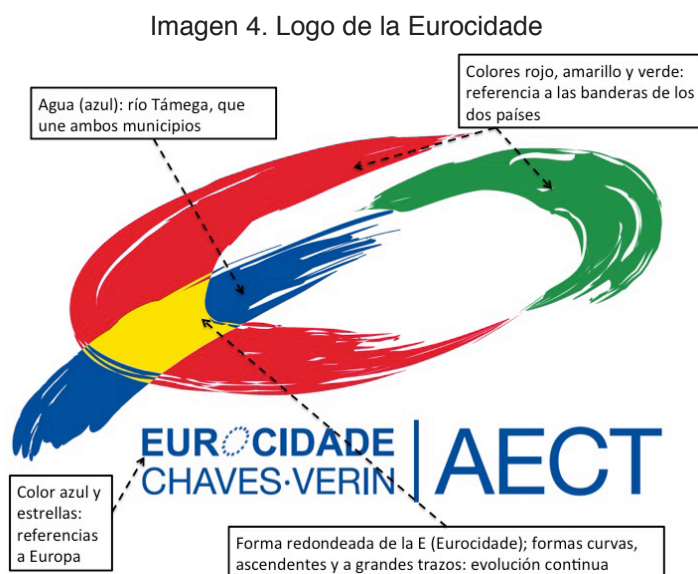 Imagen 4. Logo de la Eurocidade
Agua (azul): río Támega, que
une ambos municipios
Colores rojo, amarillo y verde:
referencia a las banderas de los
dos países
EUROCIDADE
CHAVES·VERIN
AECT
Color azul y
estrellas:
referencias
a Europa
Forma redondeada de la E (Eurocidade); formas curvas,
ascendentes y a grandes trazos: evolución continua